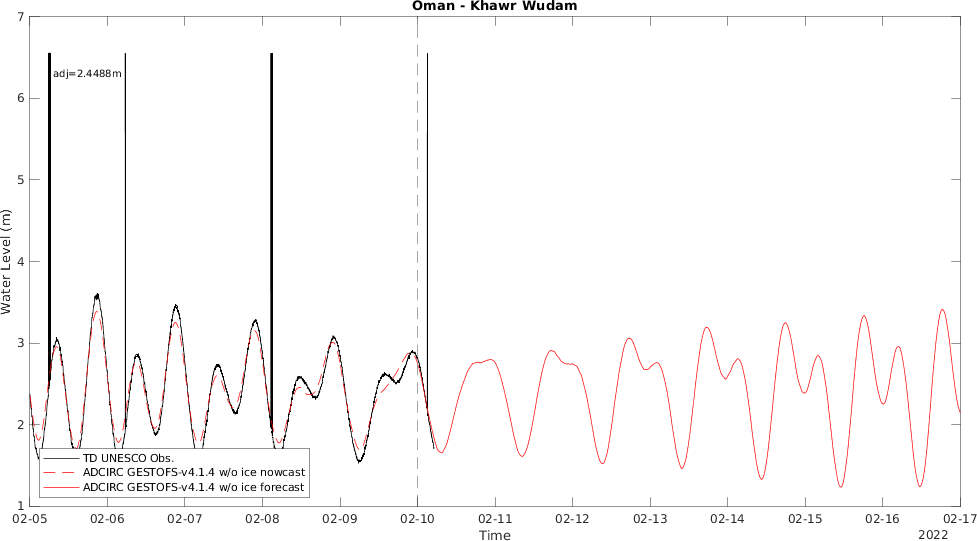 Oman - Khawr Wudam
7
6
5
4
3
2
1
Water Level (m)
adj=2.4488m
TD UNESCO Obs.
ADCIRC GESTOFS-v4.1.4 w/o ice nowcast
ADCIRC GESTOFS-v4.1.4 w/o ice forecast
02-05 02-06 02-07 02-08 02-09 02-10 02-11 02-12 02-13 02-14 02-15 02-16 02-17
Time
2022